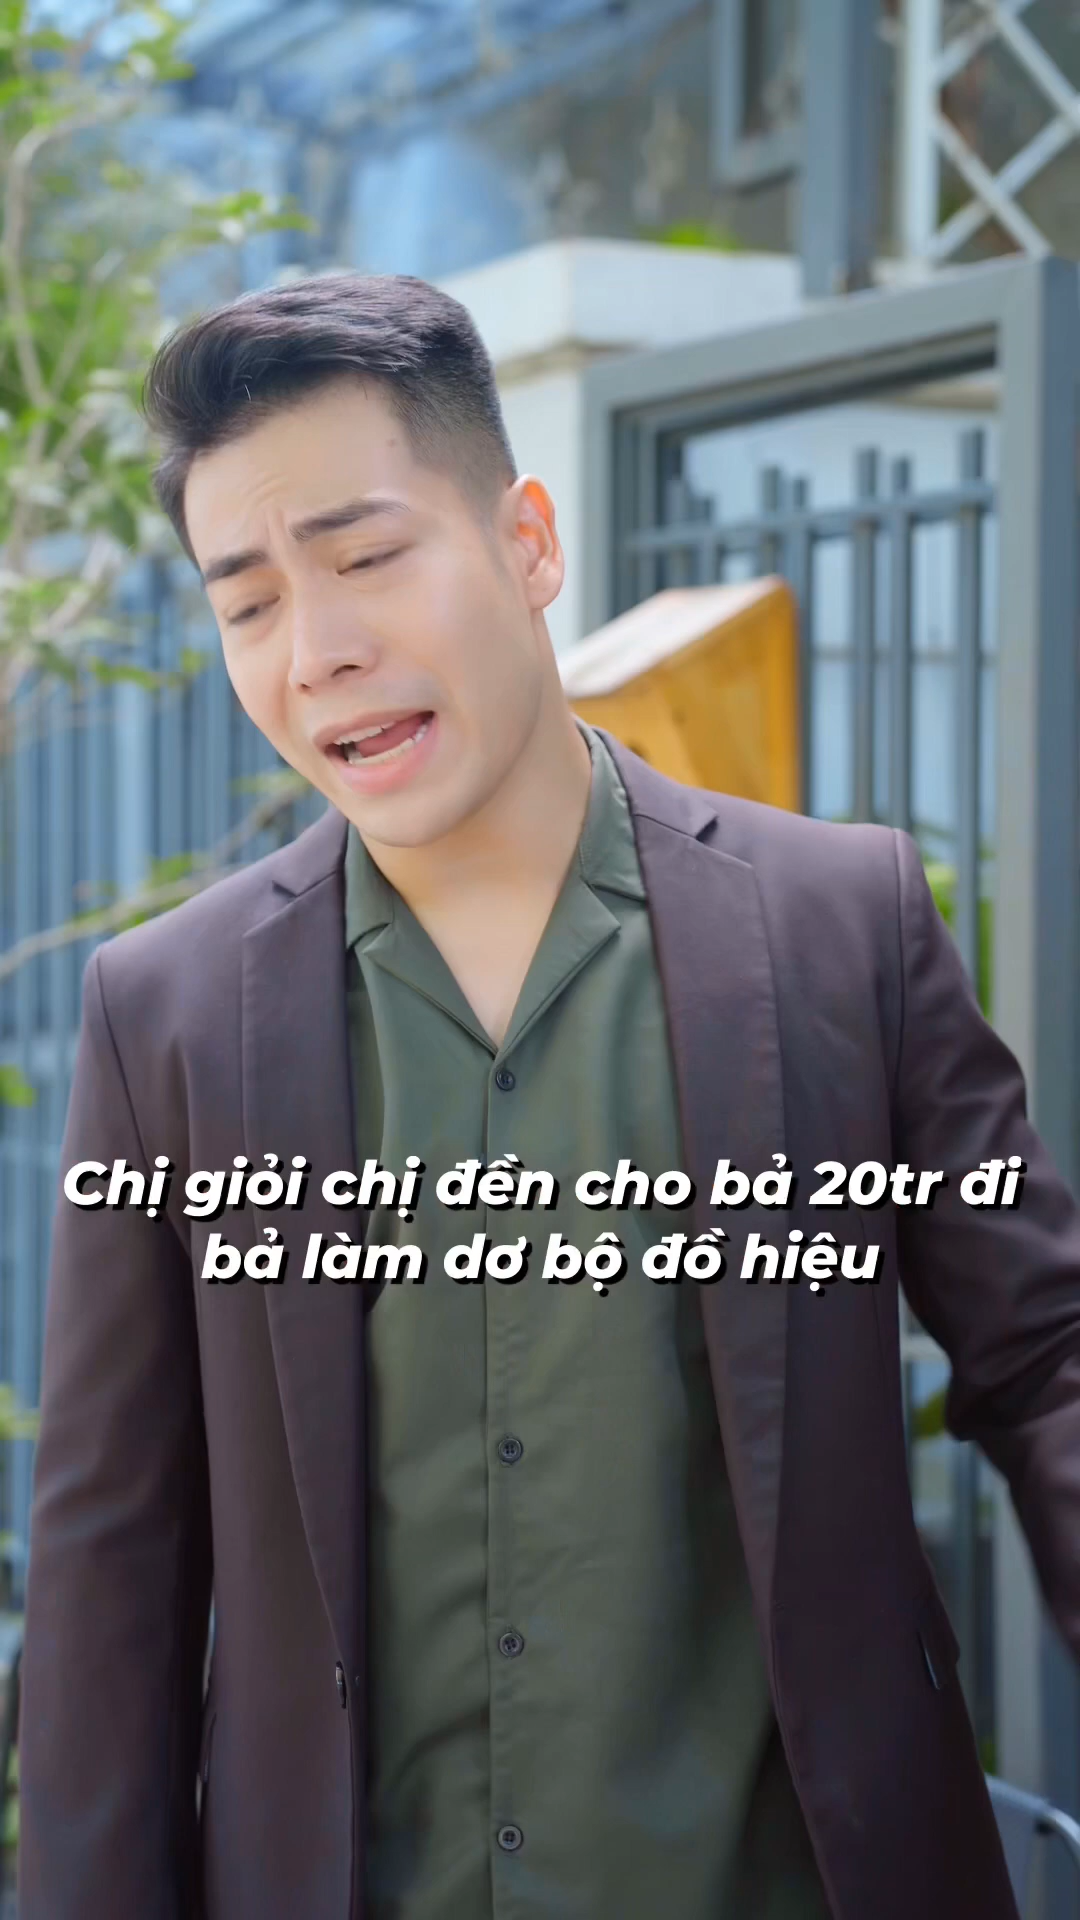 Chị giỏi chị đền cho bả 20tr đi
bả làm dơ bộ đồ hiệu